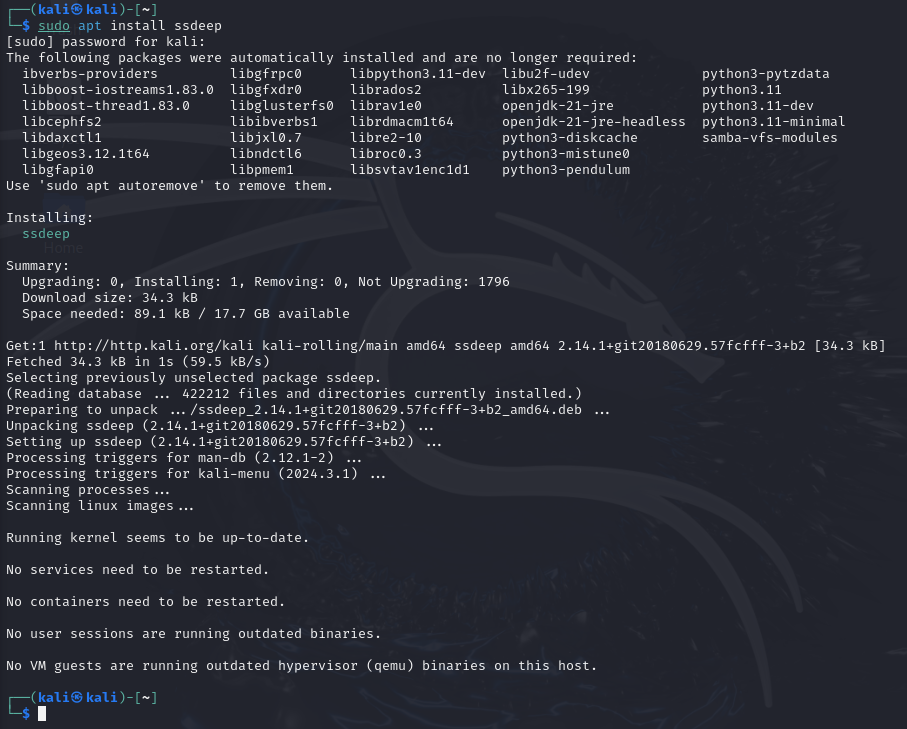 ┌──(kali㉿kali)-[~]
└─$ sudo apt install ssdeep
[sudo] password for kali:
The following packages were automatically installed and are no longer required:
  ibverbs-providers         libgfrpc0      libpython3.11-dev  libu2f-udev              python3-pytzdata
  libboost-iostreams1.83.0  libgfxdr0      librados2          libx265-199              python3.11
  libboost-thread1.83.0     libglusterfs0  librav1e0          openjdk-21-jre           python3.11-dev
  libcephfs2                libibverbs1    librdmacm1t64      openjdk-21-jre-headless  python3.11-minimal
  libdaxctl1                libjxl0.7      libre2-10          python3-diskcache        samba-vfs-modules
  libgeos3.12.1t64          libndctl6      libroc0.3          python3-mistune0
  libgfapi0                 libpmem1       libsvtav1enc1d1    python3-pendulum
Use 'sudo apt autoremove' to remove them.

Installing:
  ssdeep
Home

Summary:
  Upgrading: 0, Installing: 1, Removing: 0, Not Upgrading: 1796
  Download size: 34.3 kB
  Space needed: 89.1 kB / 17.7 GB available

Get:1 http://http.kali.org/kali kali-rolling/main amd64 ssdeep amd64 2.14.1+git20180629.57fcfff-3+b2 [34.3 kB]
Fetched 34.3 kB in 1s (59.5 kB/s)
Selecting previously unselected package ssdeep.
(Reading database ... 422212 files and directories currently installed.)
Preparing to unpack .../ssdeep_2.14.1+git20180629.57fcfff-3+b2_amd64.deb ...
Unpacking ssdeep (2.14.1+git20180629.57fcfff-3+b2) ...
Setting up ssdeep (2.14.1+git20180629.57fcfff-3+b2) ...
Processing triggers for man-db (2.12.1-2) ...
Processing triggers for kali-menu (2024.3.1) ...
Scanning processes...
Scanning linux images...

Running kernel seems to be up-to-date.

No services need to be restarted.

No containers need to be restarted.

No user sessions are running outdated binaries.

No VM guests are running outdated hypervisor (qemu) binaries on this host.

┌──(kali㉿kali)-[~]
└─$